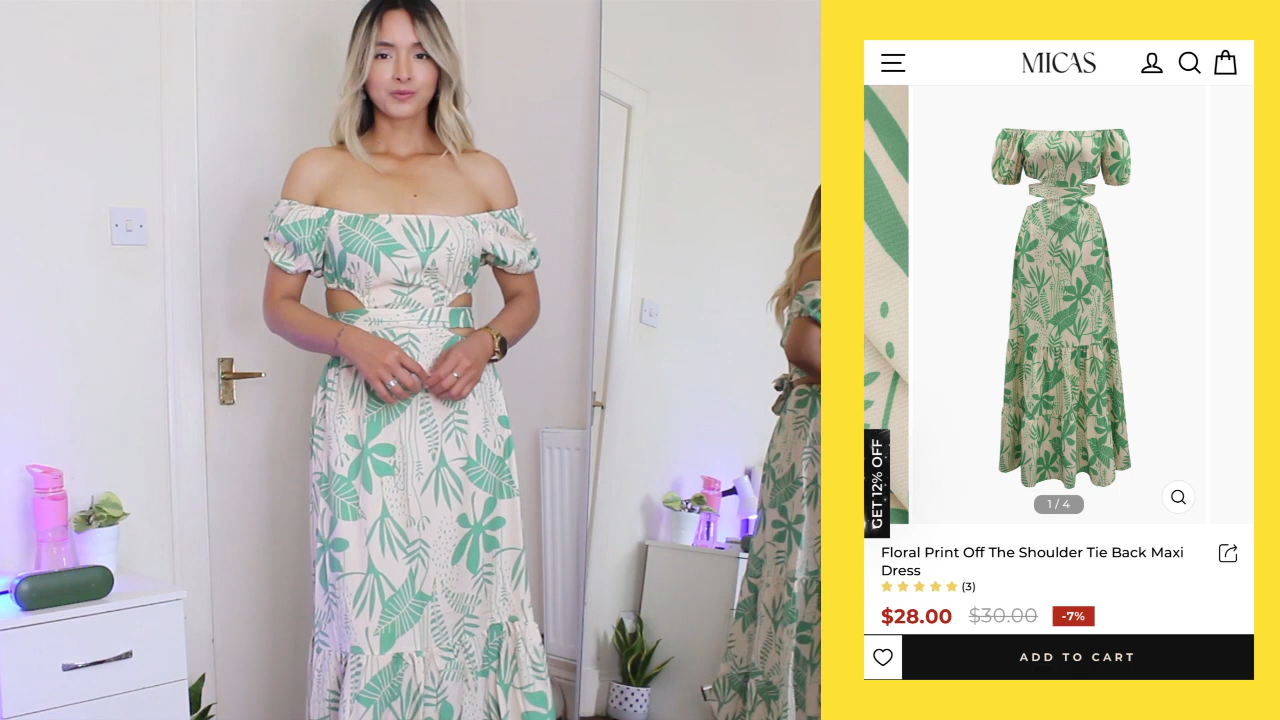 MICAS
GET 12% OFF
1 / 4
Floral Print Off The Shoulder Tie Back Maxi
Dress
(3)
$28.00 $30.00 -7%
ADD TO CART